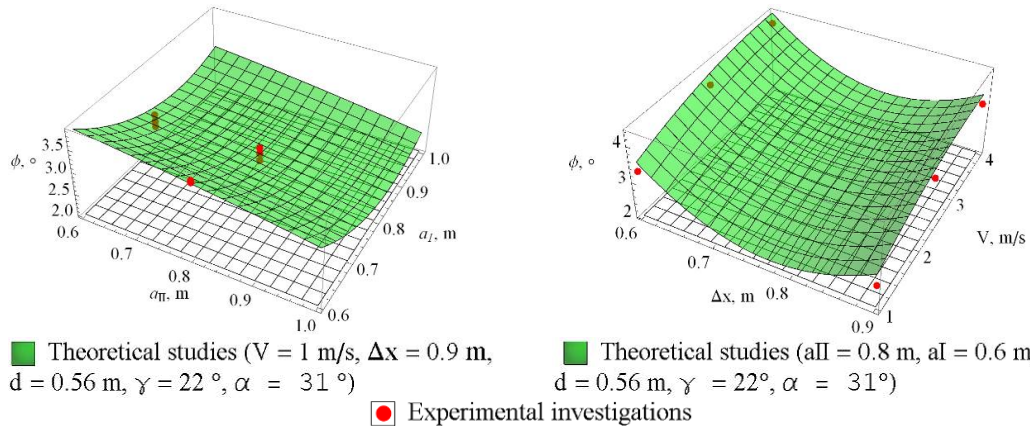 3.5
3.0
2.5
2.0
ϕ, °
0.6
0.7
0.8
0.9
1.0
a_II, m
0.6
0.7
0.8
0.9
1.0
a_I, m
4
3
2
ϕ, °
0.6
0.7
0.8
0.9
Δx, m
1
2
3
4
V, m/s
Theoretical studies (V = 1 m/s, Δx = 0.9 m,
d = 0.56 m, γ = 22 °, α = 31 °)
Theoretical studies (aII = 0.8 m, aI = 0.6 m
d = 0.56 m, γ = 22°, α = 31°)
Experimental investigations